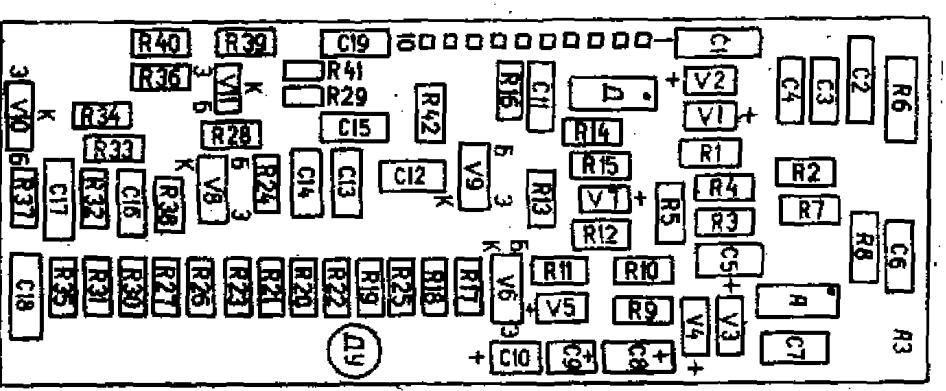 R40 R39 C19 10 1 C1
R36 З V11 К Б R41 + V2 C4 C3 C2 R6
З V10 К Б R34 R29 R42 R16 C11 Д V1 +
R28 C15 R14
R33 R1
К V8 Б З R24 C14 C13 C12 V9 Б К З R15 R2
R37 C17 R32 C16 R38 R13 V7 + R5 R4 R7
R12 R3 R8 C6
C18 R35 R31 R30 R27 R26 R23 R21 R20 R22 R19 R25 R18 R17 К Б V6 З R11 R10 C5 +
+ V5 R9 V4 + V3 А
ДУ + C10 C9 + C8 + C7 А3